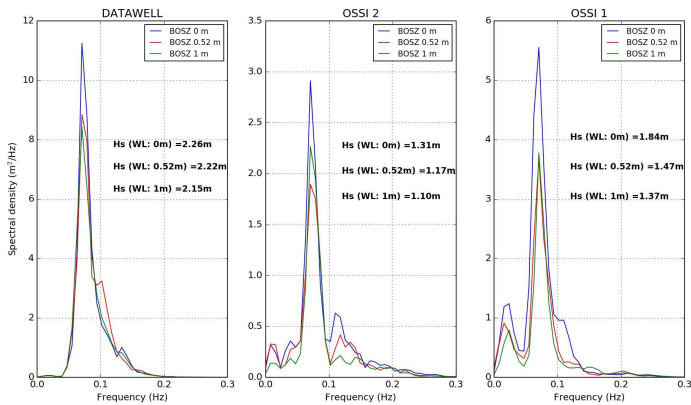 DATAWELL
OSSI 2
OSSI 1
Spectral density (m²/Hz)
12
10
8
6
4
2
0.0
0.1
0.2
0.3
Frequency (Hz)
BOSZ 0 m
BOSZ 0.52 m
BOSZ 1 m
Hs (WL: 0m) =2.26m
Hs (WL: 0.52m) =2.22m
Hs (WL: 1m) =2.15m
3.5
3.0
2.5
2.0
1.5
1.0
0.5
0.0
0.0
0.1
0.2
0.3
Frequency (Hz)
BOSZ 0 m
BOSZ 0.52 m
BOSZ 1 m
Hs (WL: 0m) =1.31m
Hs (WL: 0.52m) =1.17m
Hs (WL: 1m) =1.10m
6
5
4
3
2
1
0
0.0
0.1
0.2
0.3
Frequency (Hz)
BOSZ 0 m
BOSZ 0.52 m
BOSZ 1 m
Hs (WL: 0m) =1.84m
Hs (WL: 0.52m) =1.47m
Hs (WL: 1m) =1.37m